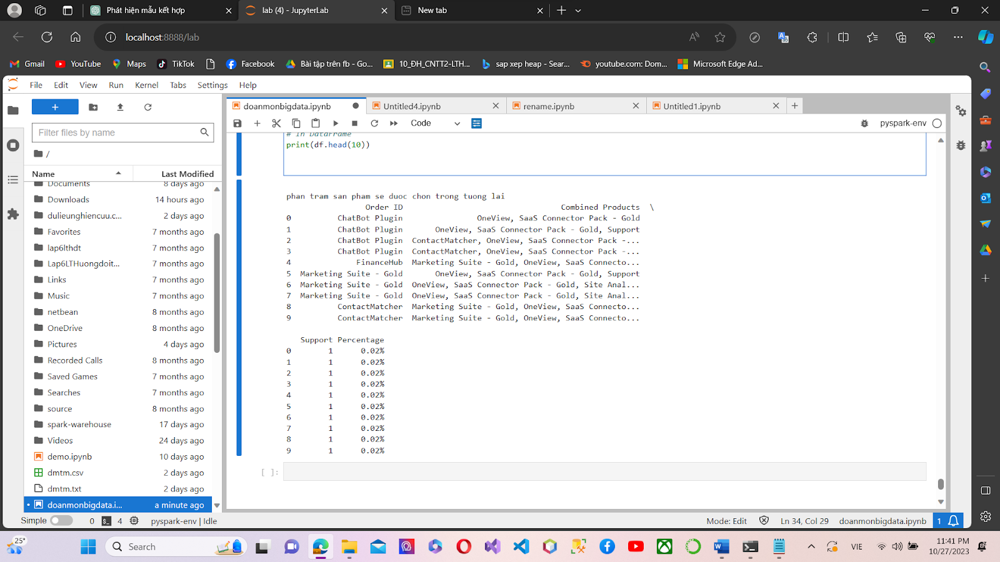 Phát hiện mẫu kết hợp
lab (4) - JupyterLab
New tab
localhost:8888/lab
Gmail
YouTube
Maps
TikTok
Facebook
Bài tập trên fb - Go...
10_ĐH_CNTT2-LTH...
sap xep heap - Sear...
youtube.com: Dom...
Microsoft Edge Ad...
File Edit View Run Kernel Tabs Settings Help
doanmonbigdata.ipynb
Untitled4.ipynb
rename.ipynb
Untitled1.ipynb
Filter files by name
Code
pyspark-env
/
Name Last Modified
Documents 8 days ago
Downloads 14 hours ago
dulieunghiencuu.c... 2 days ago
Favorites 7 months ago
lap6lthdt 7 months ago
Lap6LTHuongdoit... 7 months ago
Links 7 months ago
Music 7 months ago
netbean 8 months ago
OneDrive 8 months ago
Pictures 4 days ago
Recorded Calls 8 months ago
Saved Games 7 months ago
Searches 7 months ago
source 8 months ago
spark-warehouse 17 days ago
Videos 24 days ago
demo.ipynb 10 days ago
dmtm.csv 2 days ago
dmtm.txt 2 days ago
doanmonbigdata.i... a minute ago
# In DataFrame
print(df.head(10))
phan tram san pham se duoc chon trong tuong lai
Order ID Combined Products \
0 ChatBot Plugin OneView, SaaS Connector Pack - Gold
1 ChatBot Plugin OneView, SaaS Connector Pack - Gold, Support
2 ChatBot Plugin ContactMatcher, OneView, SaaS Connector Pack -...
3 ChatBot Plugin ContactMatcher, OneView, SaaS Connector Pack -...
4 FinanceHub Marketing Suite - Gold, OneView, SaaS Connecto...
5 Marketing Suite - Gold OneView, SaaS Connector Pack - Gold, Support
6 Marketing Suite - Gold OneView, SaaS Connector Pack - Gold, Site Anal...
7 Marketing Suite - Gold OneView, SaaS Connector Pack - Gold, Site Anal...
8 ContactMatcher Marketing Suite - Gold, OneView, SaaS Connecto...
9 ContactMatcher Marketing Suite - Gold, OneView, SaaS Connecto...
Support Percentage
0 1 0.02%
1 1 0.02%
2 1 0.02%
3 1 0.02%
4 1 0.02%
5 1 0.02%
6 1 0.02%
7 1 0.02%
8 1 0.02%
9 1 0.02%
[ ]:
Simple 0 4 pyspark-env | Idle
Mode: Edit Ln 34, Col 29 doanmonbigdata.ipynb 1
25°
Search
VIE
11:41 PM
10/27/2023